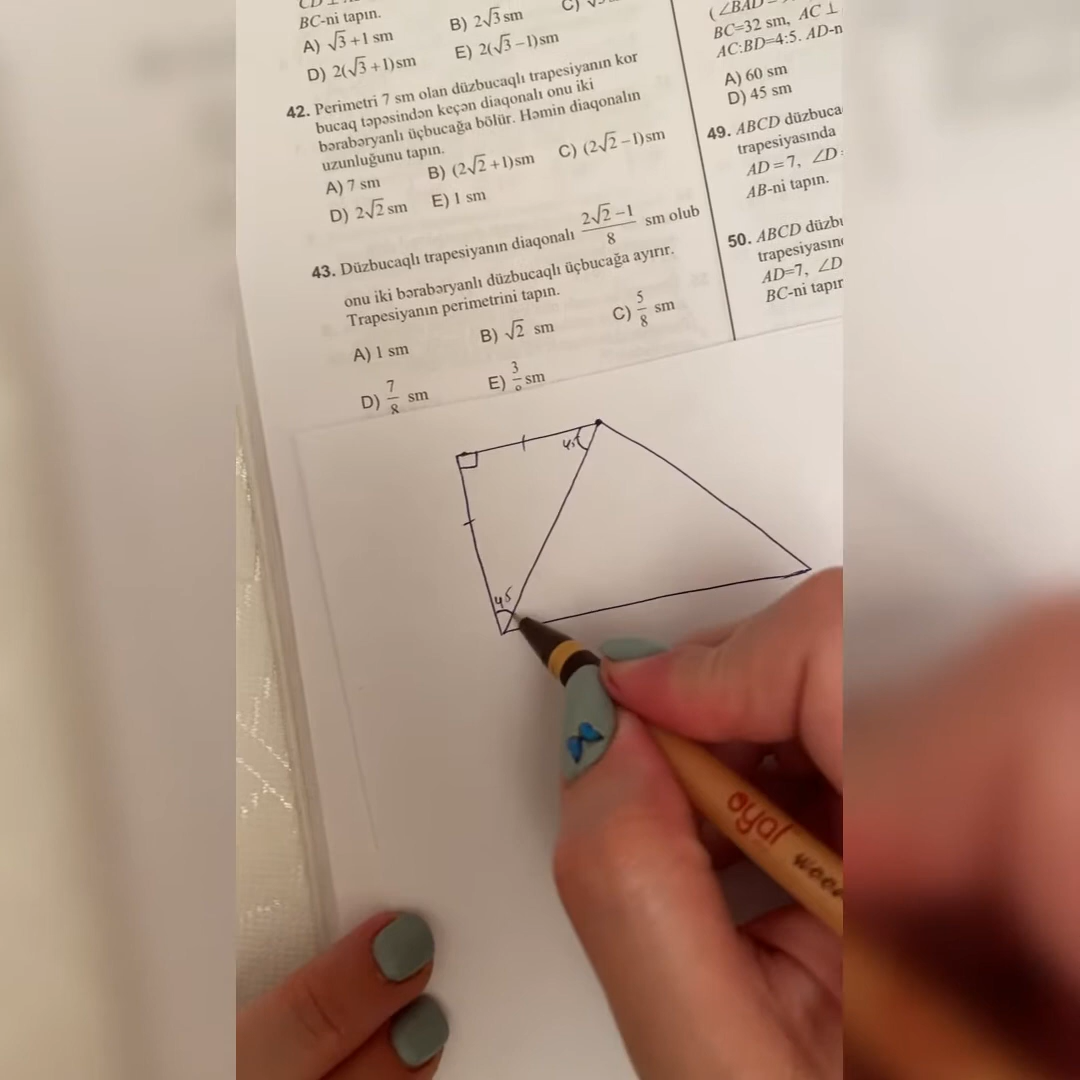 BC-ni tapın.
A) √3 + 1 sm
B) 2√3 sm
D) 2(√3 + 1)sm
E) 2(√3 − 1)sm
42. Perimetri 7 sm olan düzbucaqlı trapesiyanın kor
bucaq təpəsindən keçən diaqonalı onu iki
bərabəryanlı üçbucağa bölür. Həmin diaqonalın
uzunluğunu tapın.
A) 7 sm
B) (2√2 + 1)sm
C) (2√2 − 1)sm
D) 2√2 sm
E) 1 sm
43. Düzbucaqlı trapesiyanın diaqonalı (2√2 − 1)/8 sm olub
onu iki bərabəryanlı düzbucaqlı üçbucağa ayırır.
Trapesiyanın perimetrini tapın.
A) 1 sm
B) √2 sm
C) 5/8 sm
D) 7/8 sm
E) 3/8 sm
(∠BAD
BC=32 sm, AC ⊥
AC:BD=4:5. AD-n
A) 60 sm
D) 45 sm
49. ABCD düzbuca
trapesiyasında
AD = 7, ∠D
AB-ni tapın.
50. ABCD düzbu
trapesiyasın
AD=7, ∠D
BC-ni tapın
45
45
oyal